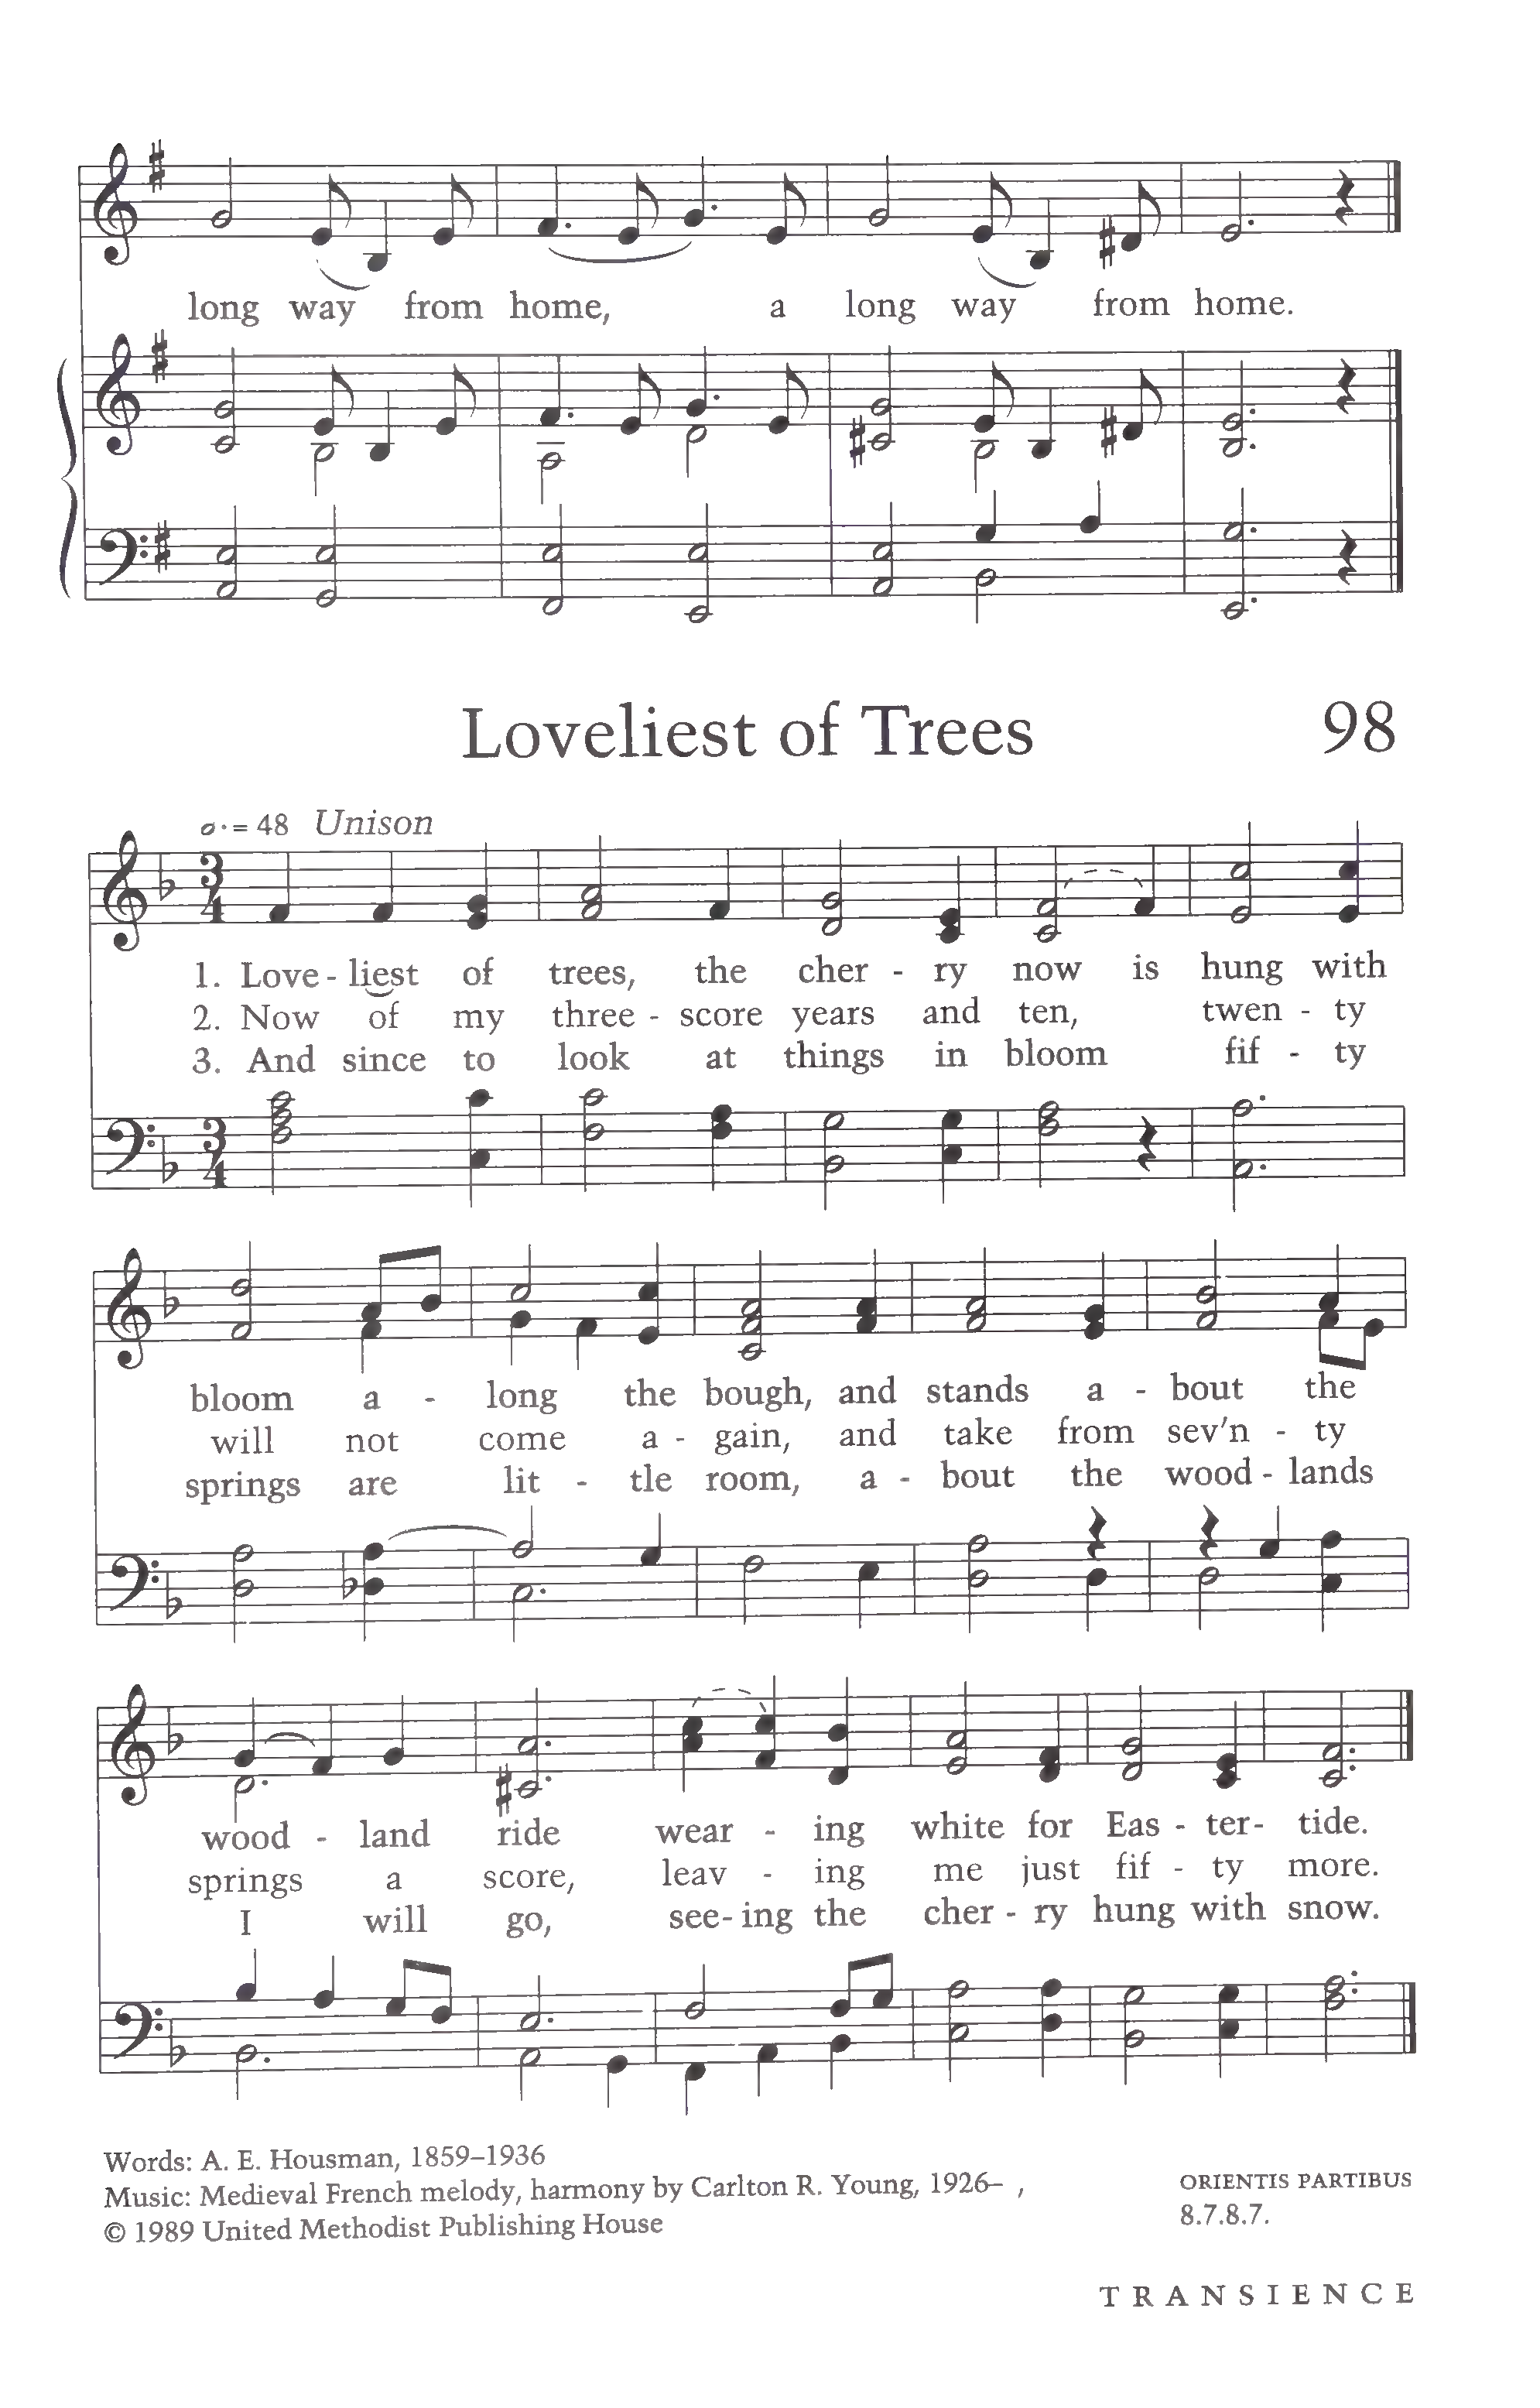 long way from home, a long way from home.
Loveliest of Trees 98
= 48 Unison
1. Love - liest of trees, the cher - ry now is hung with
2. Now of my three - score years and ten, twen - ty
3. And since to look at things in bloom fif - ty
bloom a - long the bough, and stands a - bout the
will not come a - gain, and take from sev'n - ty
springs are lit - tle room, a - bout the wood - lands
wood - land ride wear - ing white for Eas - ter- tide.
springs a score, leav - ing me just fif - ty more.
I will go, see- ing the cher - ry hung with snow.
Words: A. E. Housman, 1859–1936
Music: Medieval French melody, harmony by Carlton R. Young, 1926– ,
© 1989 United Methodist Publishing House
ORIENTIS PARTIBUS
8.7.8.7.
TRANSIENCE